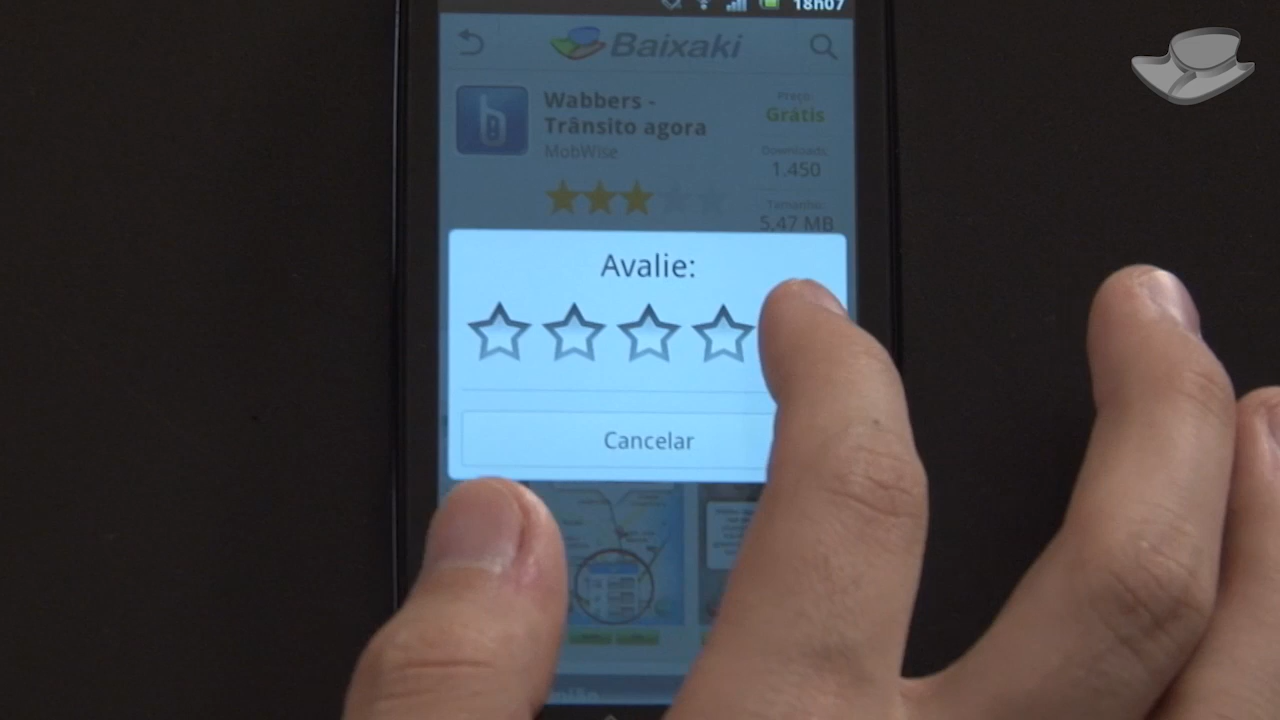 18h07
Baixaki
Wabbers -
Trânsito agora
MobWise
Preço:
Grátis
Downloads:
1.450
Tamanho:
5,47 MB
Avalie:
Cancelar